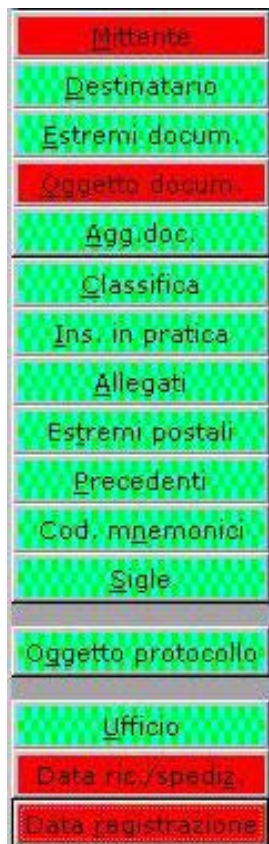 Mittente
Destinatario
Estremi docum.
Oggetto docum.
Agg.doc.
Classifica
Ins. in pratica
Allegati
Estremi postali
Precedenti
Cod. mnemonici
Sigle
Oggetto protocollo
Ufficio
Data ric./spediz.
Data registrazione